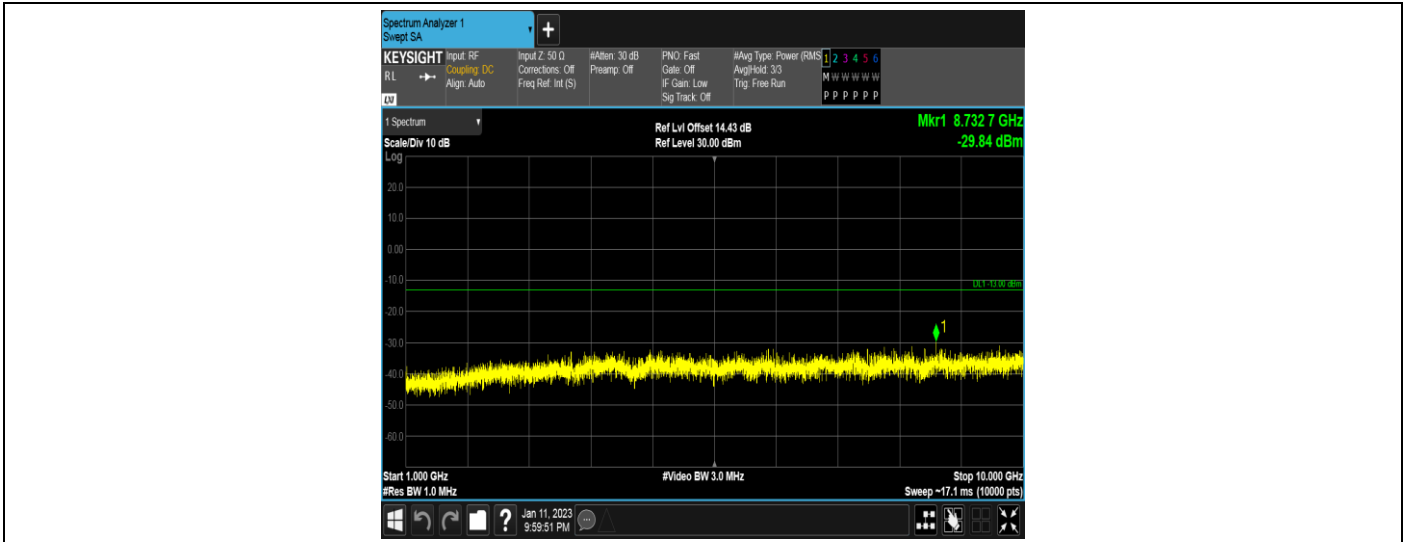 Spectrum Analyzer 1
Swept SA
+
KEYSIGHT
RL
LXI
Input: RF
Coupling: DC
Align: Auto
Input Z: 50 Ω
Corrections: Off
Freq Ref: Int (S)
#Atten: 30 dB
Preamp: Off
PNO: Fast
Gate: Off
IF Gain: Low
Sig Track: Off
#Avg Type: Power (RMS
Avg|Hold: 3/3
Trig: Free Run
1 2 3 4 5 6
M W W W W W
P P P P P P
1 Spectrum
Scale/Div 10 dB
Log
Ref Lvl Offset 14.43 dB
Ref Level 30.00 dBm
Mkr1 8.732 7 GHz
-29.84 dBm
20.0
10.0
0.00
-10.0
DL1 -13.00 dBm
-20.0
1
-30.0
-40.0
-50.0
-60.0
Start 1.000 GHz
#Res BW 1.0 MHz
#Video BW 3.0 MHz
Stop 10.000 GHz
Sweep ~17.1 ms (10000 pts)
?
Jan 11, 2023
9:59:51 PM